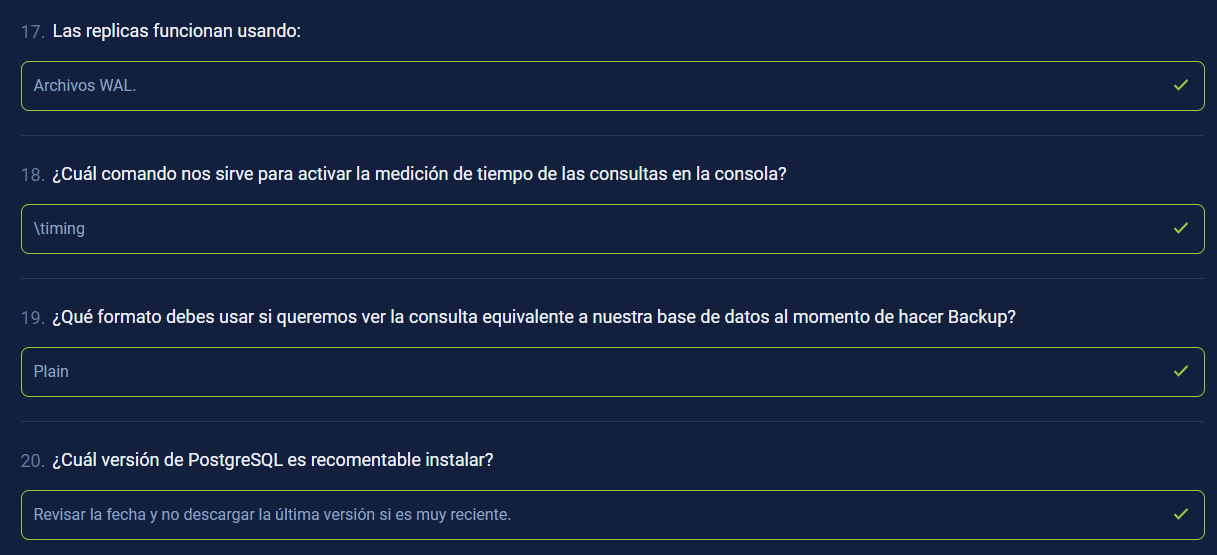 17. Las replicas funcionan usando:
Archivos WAL.
18. ¿Cuál comando nos sirve para activar la medición de tiempo de las consultas en la consola?
\timing
19. ¿Qué formato debes usar si queremos ver la consulta equivalente a nuestra base de datos al momento de hacer Backup?
Plain
20. ¿Cuál versión de PostgreSQL es recomentable instalar?
Revisar la fecha y no descargar la última versión si es muy reciente.